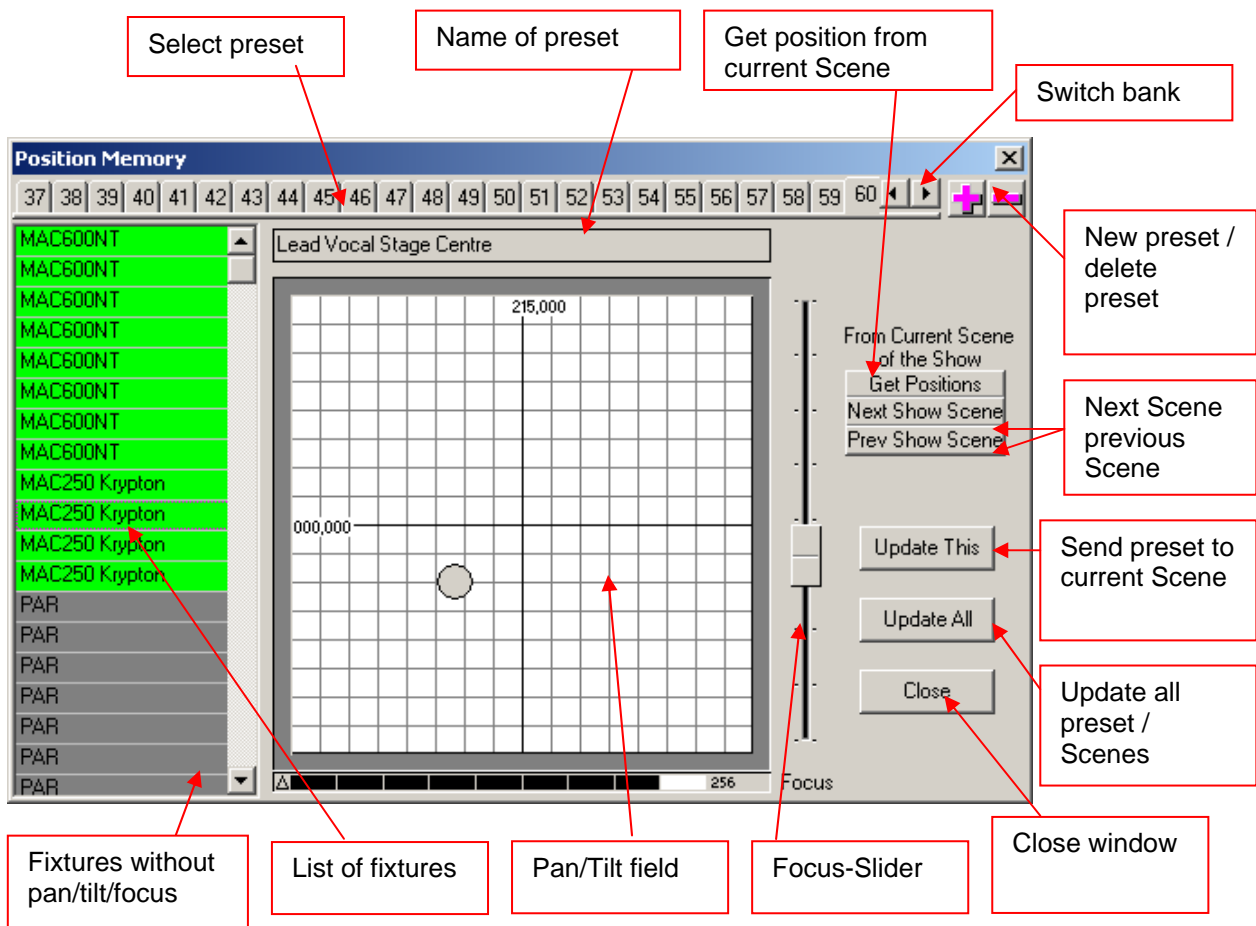 Select preset
Name of preset
Get position from
current Scene
Switch bank
Position Memory
37 38 39 40 41 42 43 44 45 46 47 48 49 50 51 52 53 54 55 56 57 58 59 60
MAC600NT
MAC600NT
MAC600NT
MAC600NT
MAC600NT
MAC600NT
MAC600NT
MAC600NT
MAC250 Krypton
MAC250 Krypton
MAC250 Krypton
MAC250 Krypton
PAR
PAR
PAR
PAR
PAR
PAR
PAR
Lead Vocal Stage Centre
215,000
000,000
256
Focus
From Current Scene
of the Show
Get Positions
Next Show Scene
Prev Show Scene
Update This
Update All
Close
New preset /
delete
preset
Next Scene
previous
Scene
Send preset to
current Scene
Update all
preset /
Scenes
Fixtures without
pan/tilt/focus
List of fixtures
Pan/Tilt field
Focus-Slider
Close window